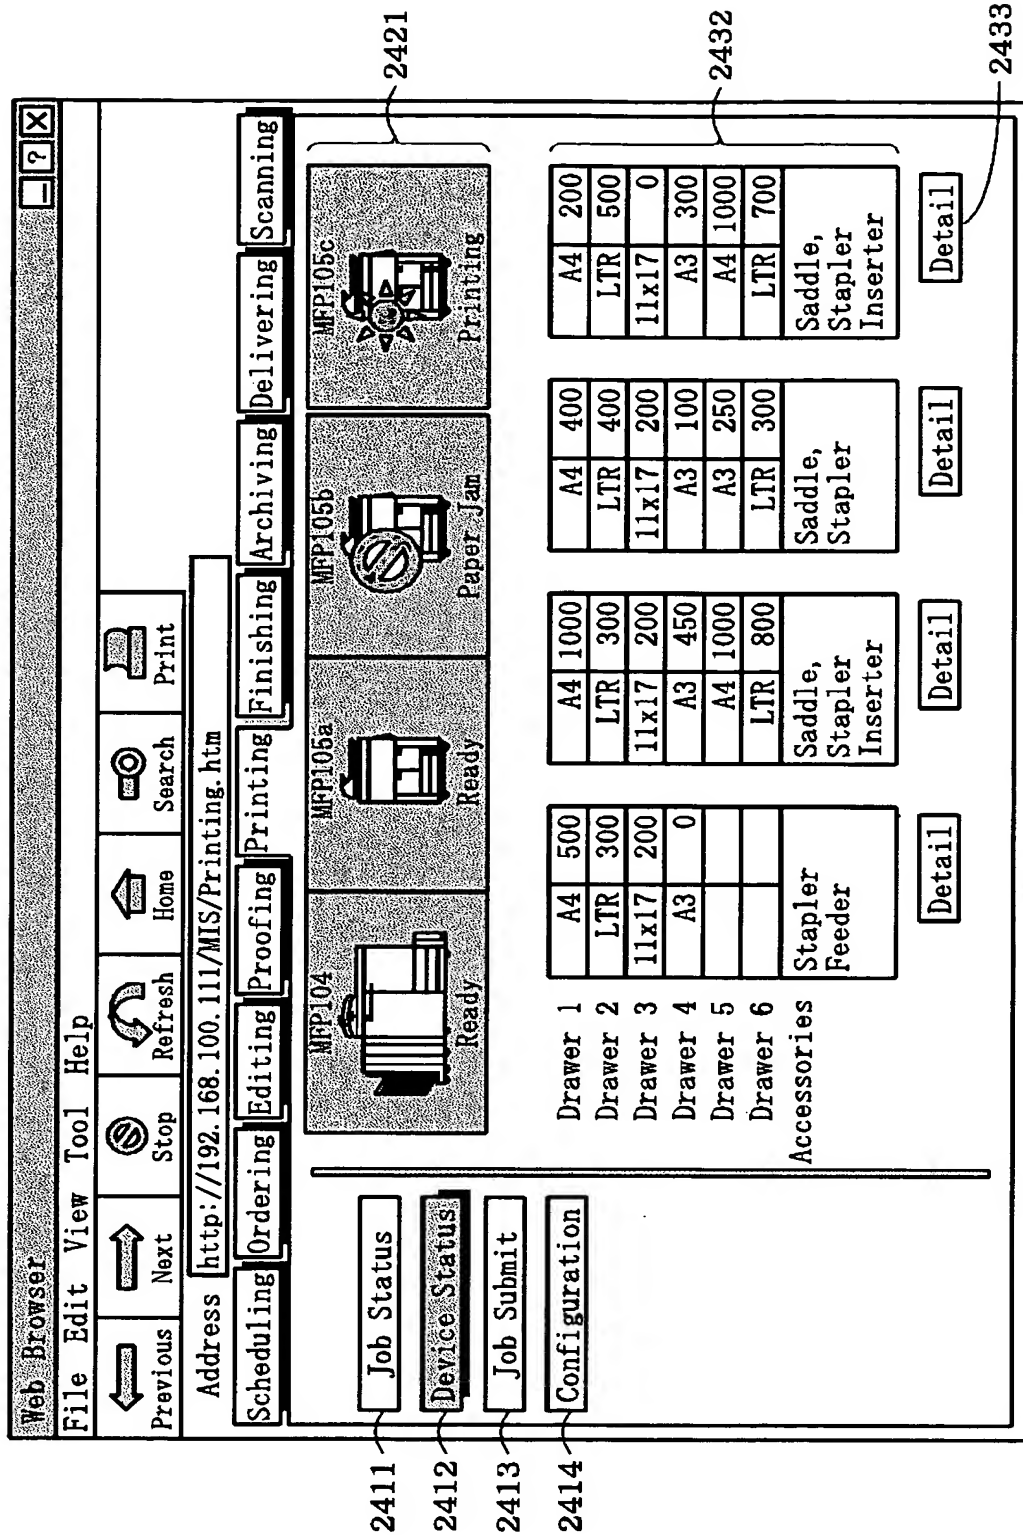 Web Browser
_ ? X
File Edit View Tool Help
Previous Next Stop Refresh Home Search Print
Address http://192.168.100.111/MIS/Printing.htm
Scheduling Ordering Editing Proofing Printing Finishing Archiving Delivering Scanning
2411 Job Status
2412 Device Status
2413 Job Submit
2414 Configuration
MFP104 MFP105a MFP105b MFP105c
Ready Ready Paper Jam Printing
2421
Drawer 1 A4 500 A4 1000 A4 400 A4 200
Drawer 2 LTR 300 LTR 300 LTR 400 LTR 500
Drawer 3 11x17 200 11x17 200 11x17 200 11x17 0
Drawer 4 A3 0 A3 450 A3 100 A3 300
Drawer 5 A4 1000 A3 250 A4 1000
Drawer 6 LTR 800 LTR 300 LTR 700
Accessories Stapler Saddle, Saddle, Saddle,
Feeder Stapler Stapler Stapler
Inserter Inserter
2432
Detail Detail Detail Detail
2433